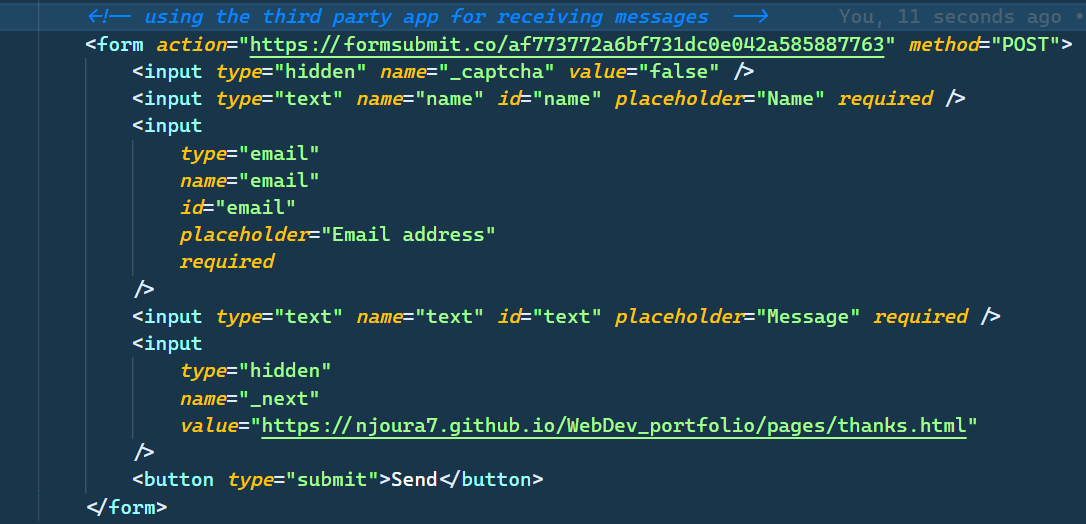 <!-- using the third party app for receiving messages  --> You, 11 seconds ago •
<form action="https://formsubmit.co/af773772a6bf731dc0e042a585887763" method="POST">
<input type="hidden" name="_captcha" value="false" />
<input type="text" name="name" id="name" placeholder="Name" required />
<input
type="email"
name="email"
id="email"
placeholder="Email address"
required
/>
<input type="text" name="text" id="text" placeholder="Message" required />
<input
type="hidden"
name="_next"
value="https://njoura7.github.io/WebDev_portfolio/pages/thanks.html"
/>
<button type="submit">Send</button>
</form>